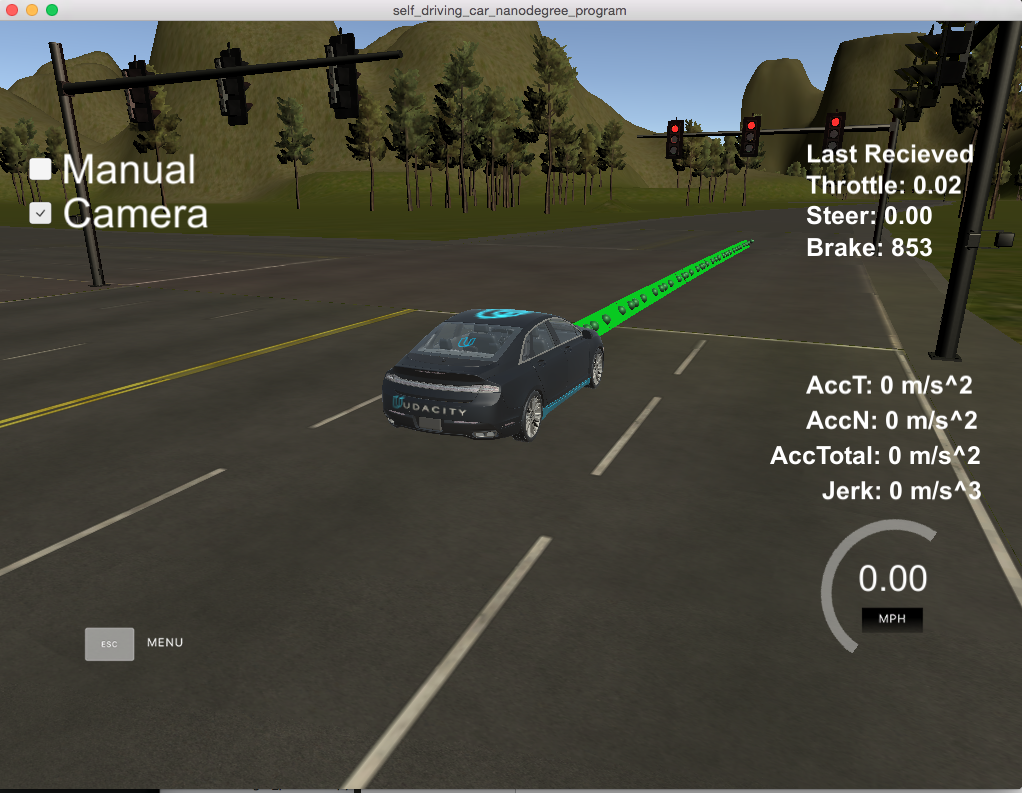 self_driving_car_nanodegree_program
Manual
Camera
Last Recieved
Throttle: 0.02
Steer: 0.00
Brake: 853
UDACITY
AccT: 0 m/s^2
AccN: 0 m/s^2
AccTotal: 0 m/s^2
Jerk: 0 m/s^3
0.00
MPH
ESC
MENU